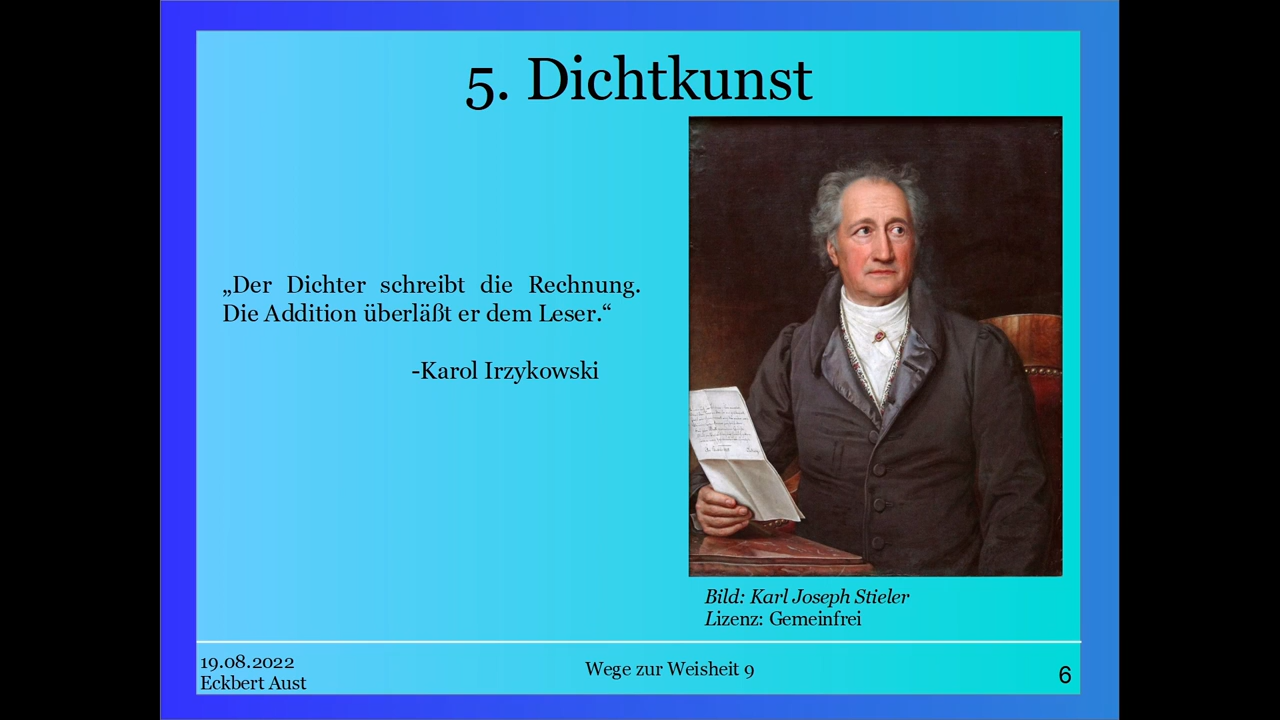 5. Dichtkunst
„Der Dichter schreibt die Rechnung.
Die Addition überläßt er dem Leser.“
-Karol Irzykowski
Bild: Karl Joseph Stieler
Lizenz: Gemeinfrei
19.08.2022
Eckbert Aust
Wege zur Weisheit 9
6